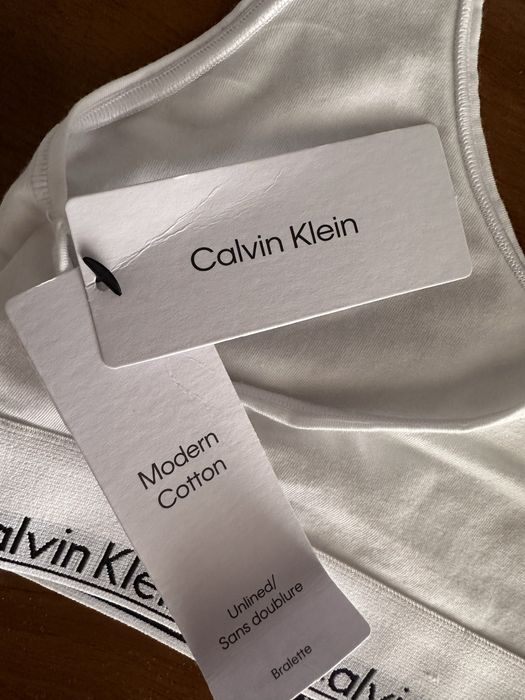 Calvin Klein
Modern
Cotton
Unlined/
Sans doublure
Bralette
alvin Kle
alvin